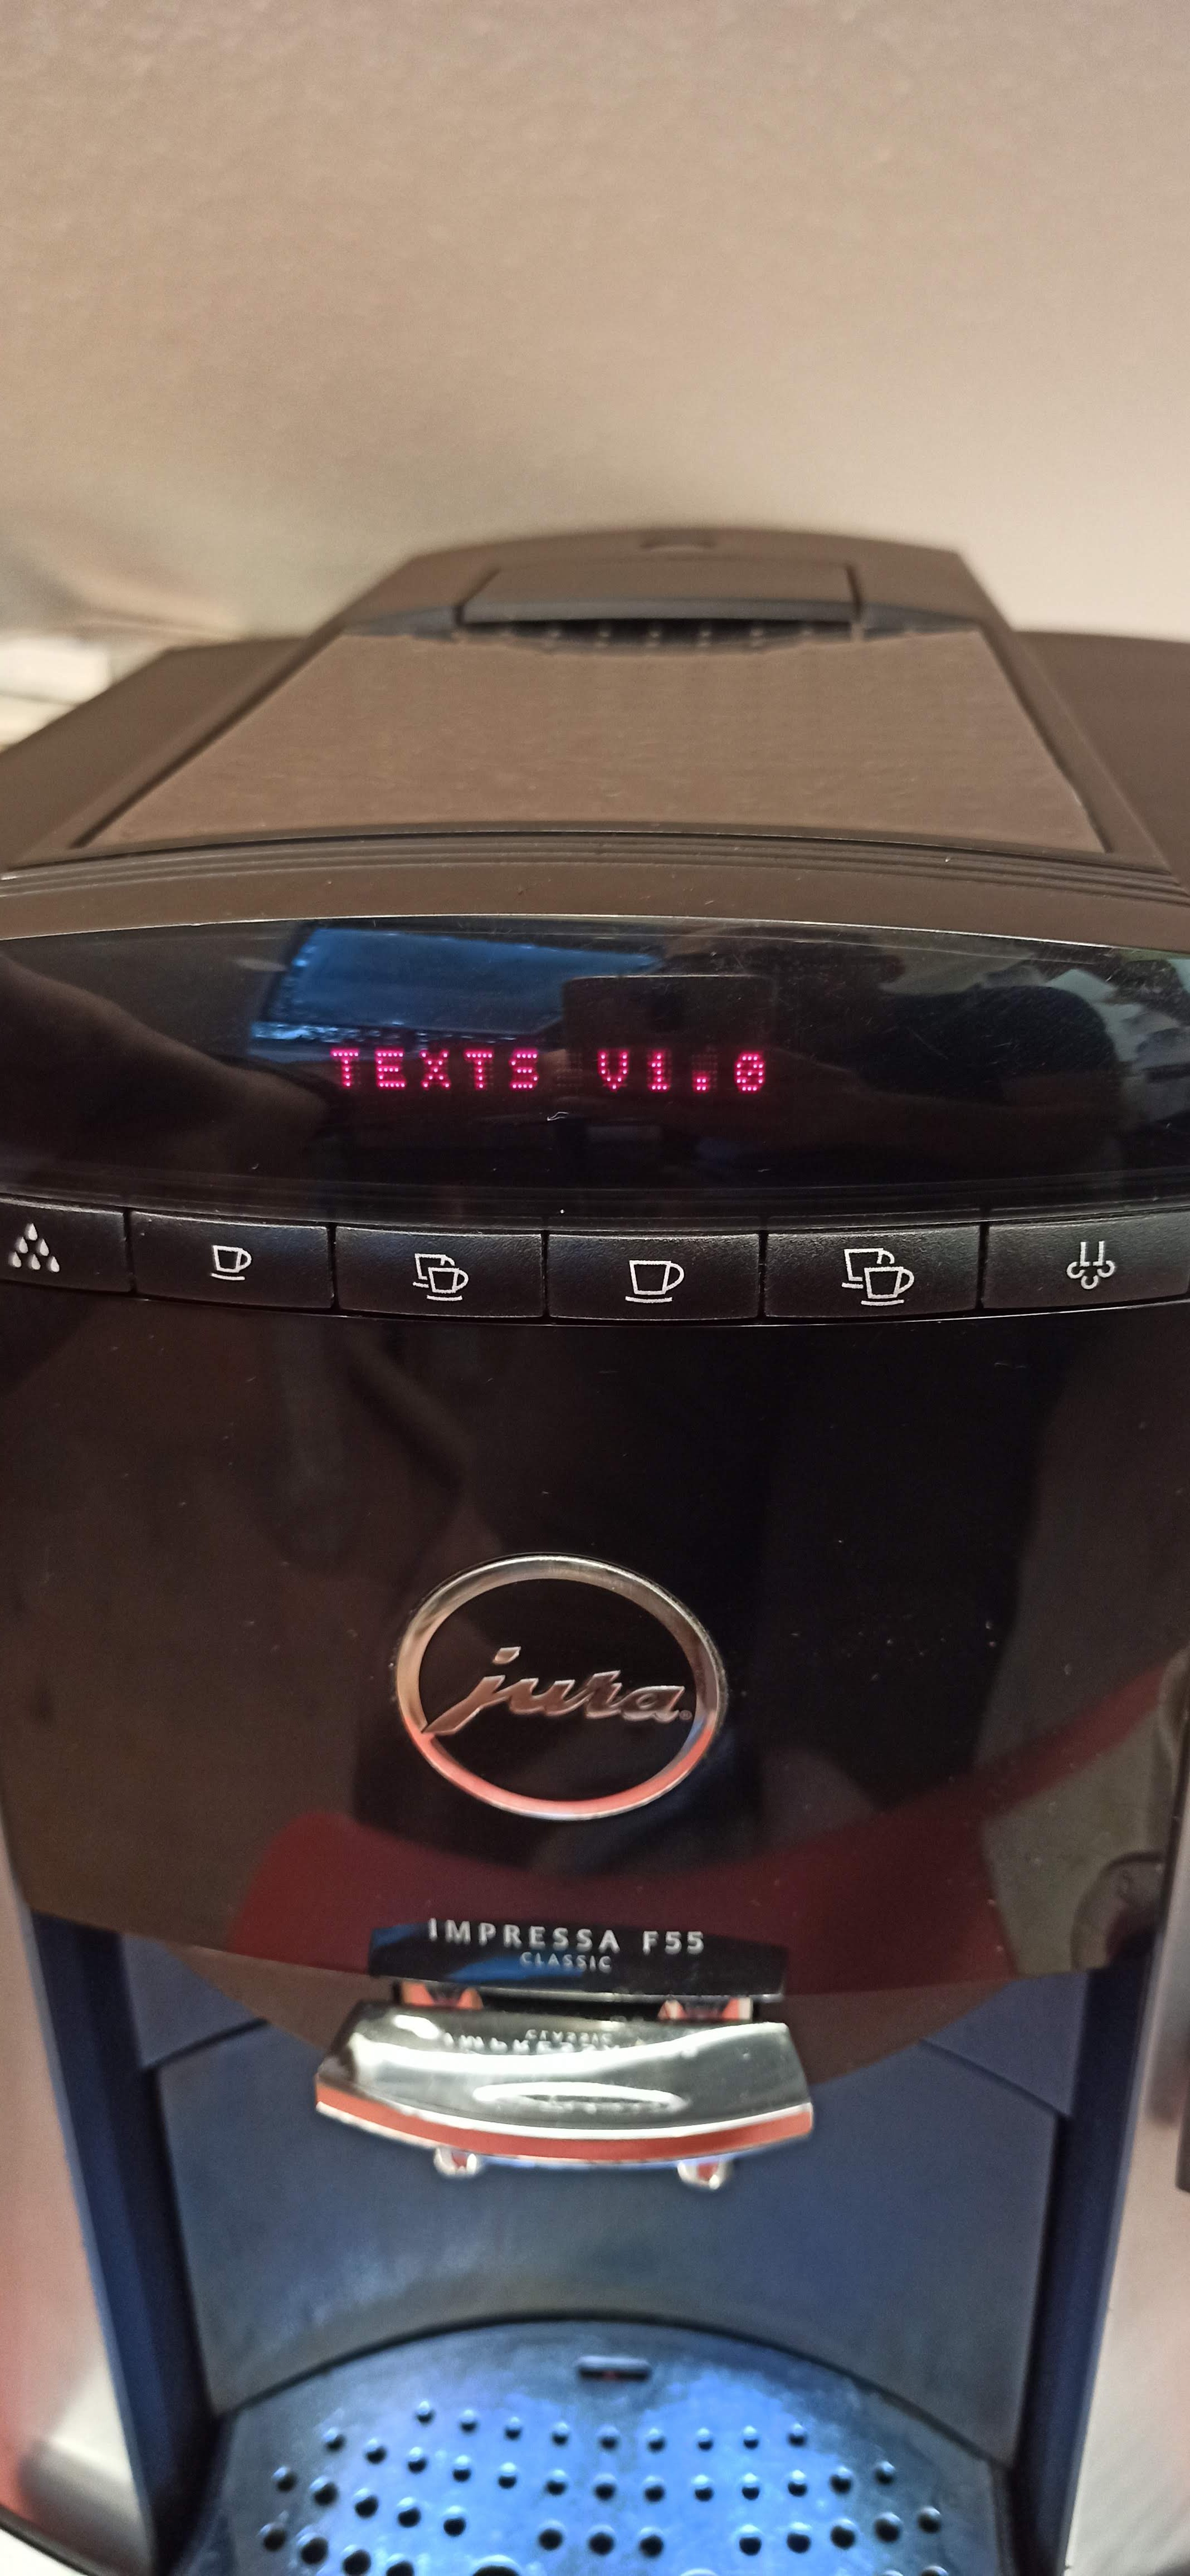 TEXTS V1.0
jura®
IMPRESSA F55
CLASSIC